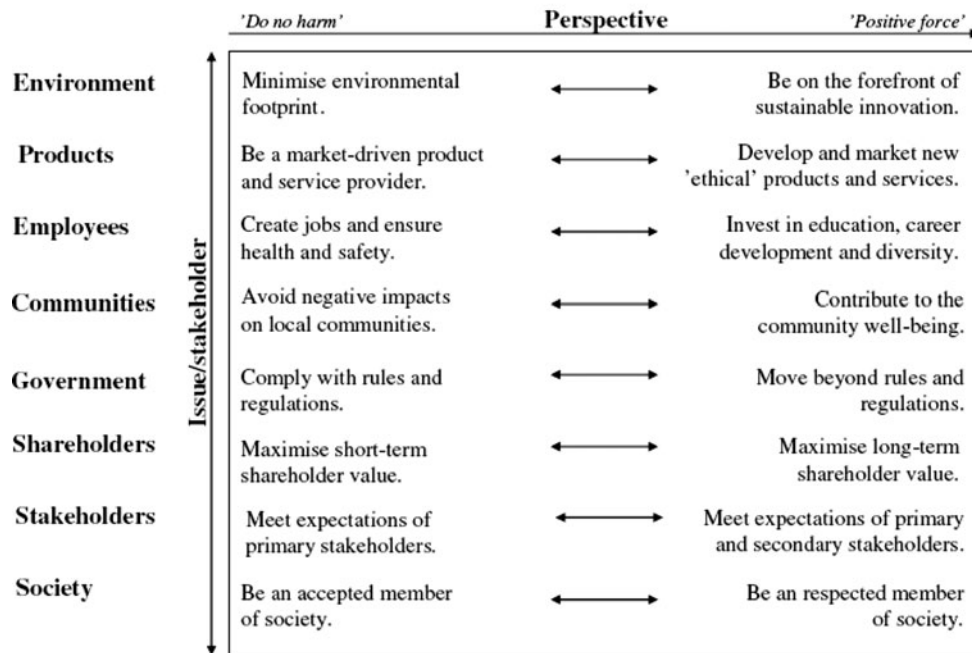 'Do no harm' Perspective 'Positive force'
Issue/stakeholder
Environment
Minimise environmental
footprint.
Be on the forefront of
sustainable innovation.
Products
Be a market-driven product
and service provider.
Develop and market new
'ethical' products and services.
Employees
Create jobs and ensure
health and safety.
Invest in education, career
development and diversity.
Communities
Avoid negative impacts
on local communities.
Contribute to the
community well-being.
Government
Comply with rules and
regulations.
Move beyond rules and
regulations.
Shareholders
Maximise short-term
shareholder value.
Maximise long-term
shareholder value.
Stakeholders
Meet expectations of
primary stakeholders.
Meet expectations of primary
and secondary stakeholders.
Society
Be an accepted member
of society.
Be an respected member
of society.